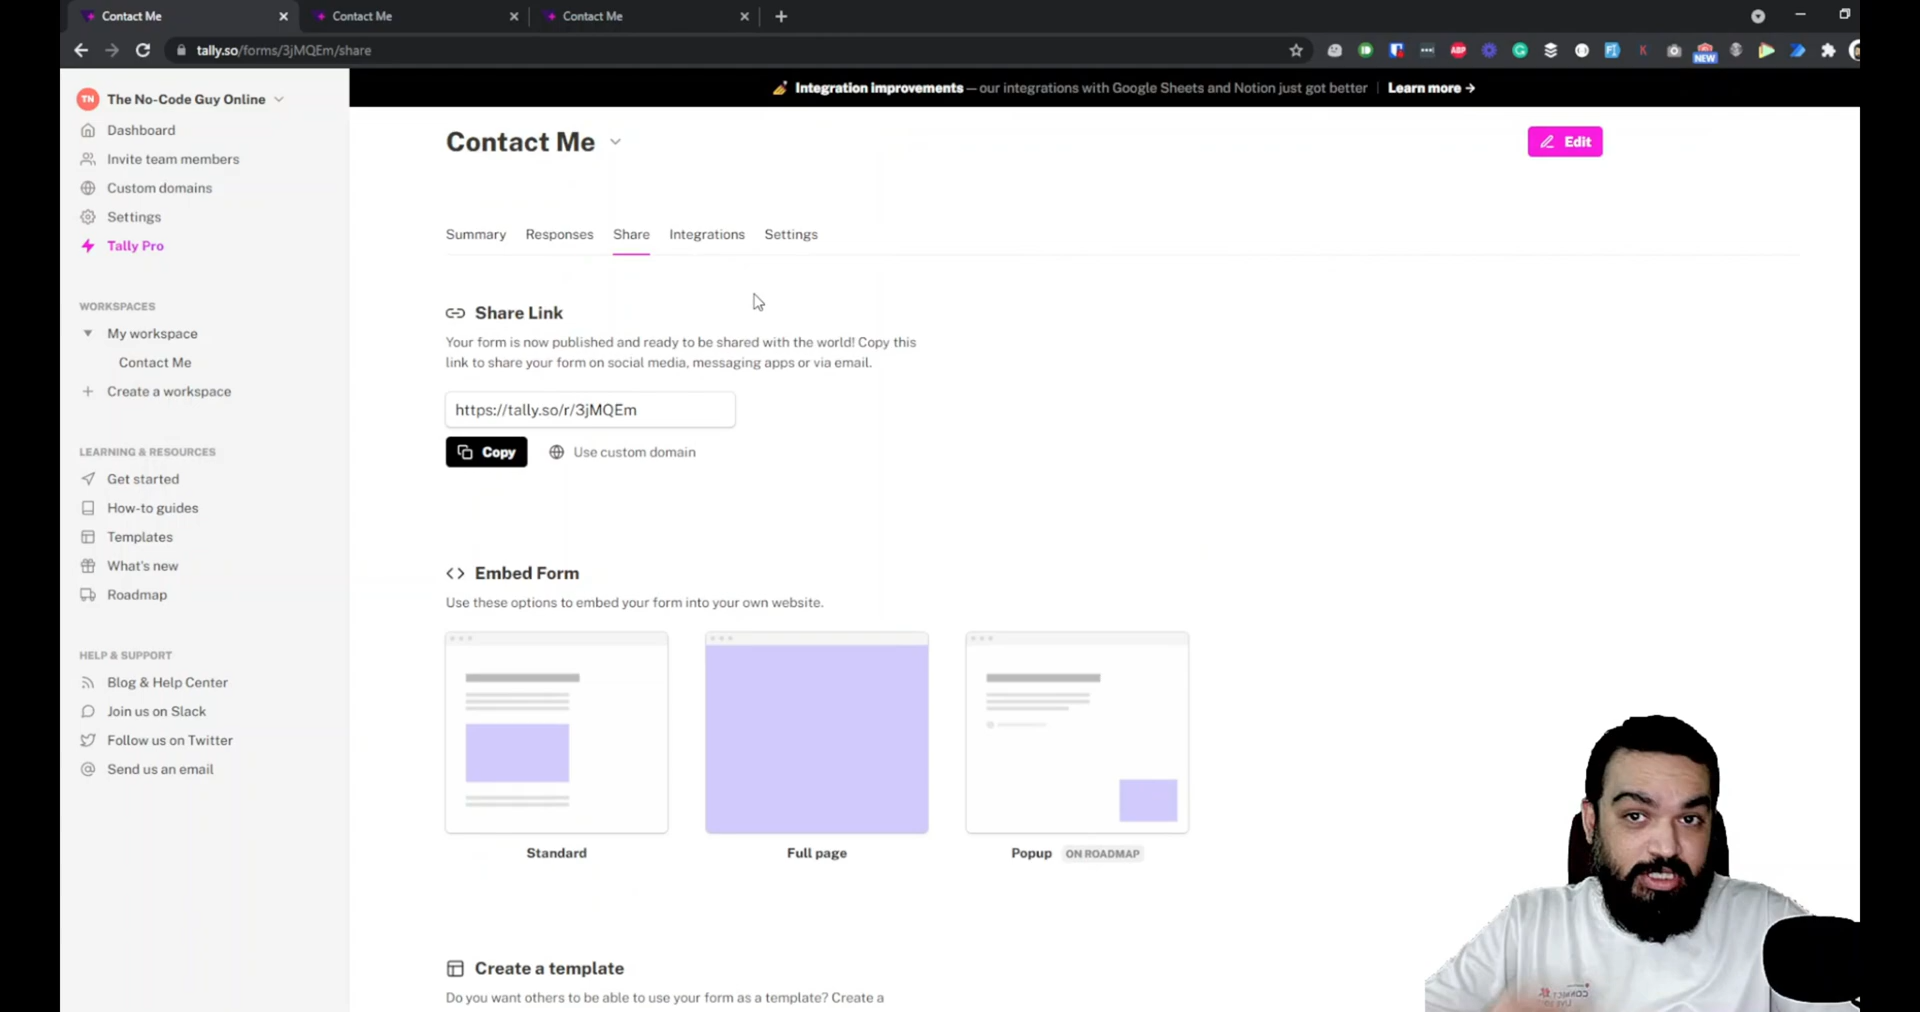 Contact Me
Contact Me
Contact Me
tally.so/forms/3jMQEm/share
ABP
NEW
Integration improvements — our integrations with Google Sheets and Notion just got better
Learn more →
TN
The No-Code Guy Online
Dashboard
Invite team members
Custom domains
Settings
Tally Pro
WORKSPACES
My workspace
Contact Me
Create a workspace
LEARNING & RESOURCES
Get started
How-to guides
Templates
What's new
Roadmap
HELP & SUPPORT
Blog & Help Center
Join us on Slack
Follow us on Twitter
Send us an email
Contact Me
Edit
Summary
Responses
Share
Integrations
Settings
Share Link
Your form is now published and ready to be shared with the world! Copy this
link to share your form on social media, messaging apps or via email.
https://tally.so/r/3jMQEm
Copy
Use custom domain
Embed Form
Use these options to embed your form into your own website.
Standard
Full page
Popup
ON ROADMAP
Create a template
Do you want others to be able to use your form as a template? Create a